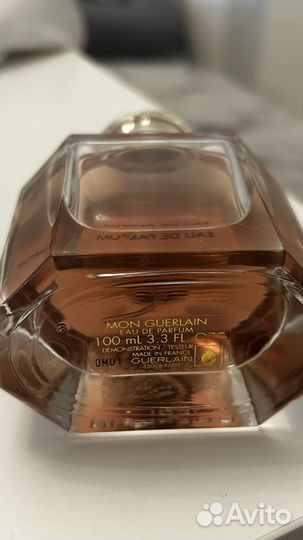 EAU DE PARFUM
MON GUERLAIN
EAU DE PARFUM
100 mL 3.3 FL.
DEMONSTRATION / TESTEUR
MADE IN FRANCE
GUERLAIN
75008 PARIS
Avito